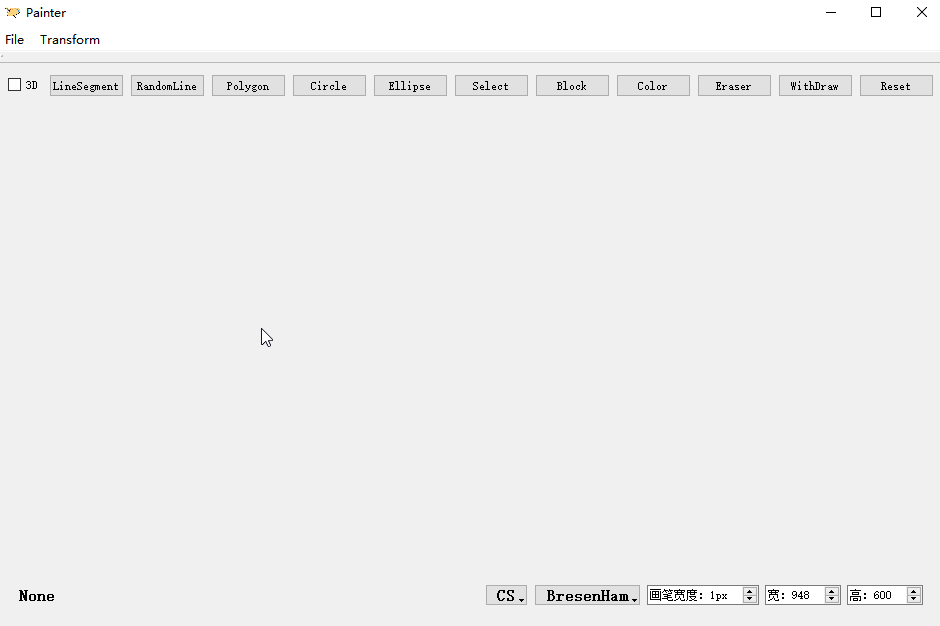 Painter
File Transform
3D LineSegment RandomLine Polygon Circle Ellipse Select Block Color Eraser WithDraw Reset
None CS BresenHam 画笔宽度: 1px 宽: 948 高: 600